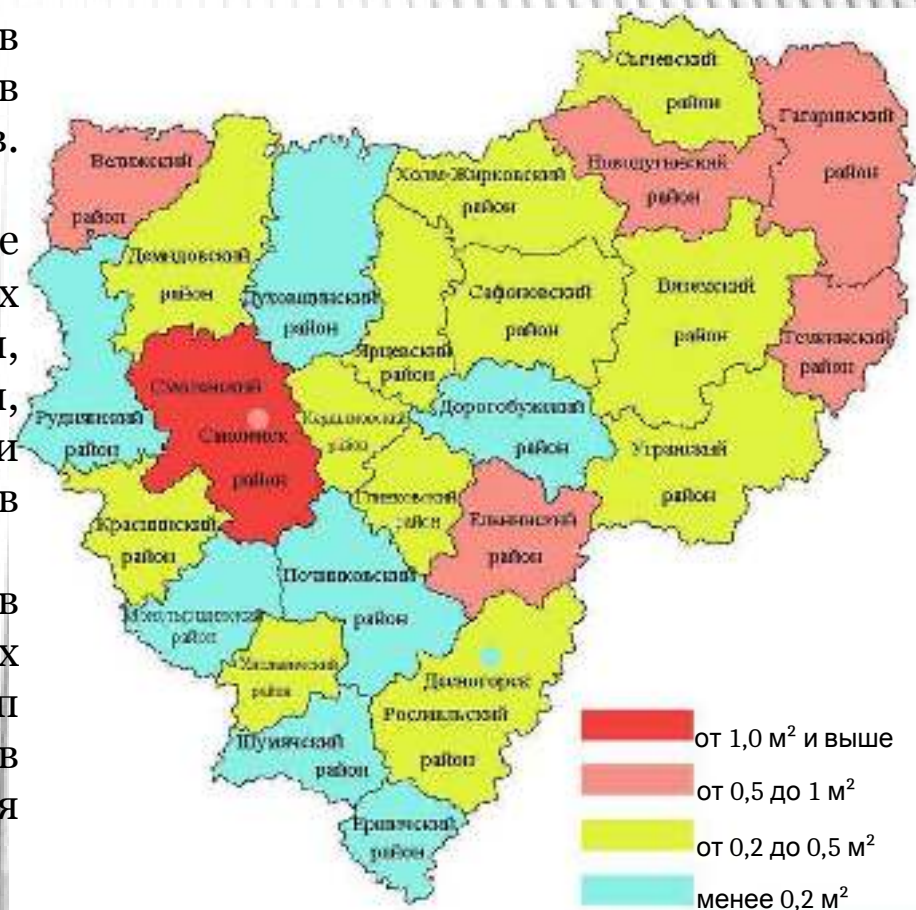 в
в
в.
е
х
и,
и,
и
в
в
х
п
в
я
Сычевский
район
Гагаринский
район
Велижский
район
Холм-Жирковский
район
Новодугинский
район
Демидовский
район
Духовщинский
район
Сафоновский
район
Вяземский
район
Ярцевский
район
Темкинский
район
Смоленский
Смоленск
район
Руднянский
район
Кардымовский
район
Дорогобужский
район
Угранский
район
Глинковский
район
Ельнинский
район
Краснинский
район
Починковский
район
район
Хиславичский
район
Десногорск
Рославльский
район
Шумячский
район
Ершичский
район
от 1,0 м² и выше
от 0,5 до 1 м²
от 0,2 до 0,5 м²
менее 0,2 м²